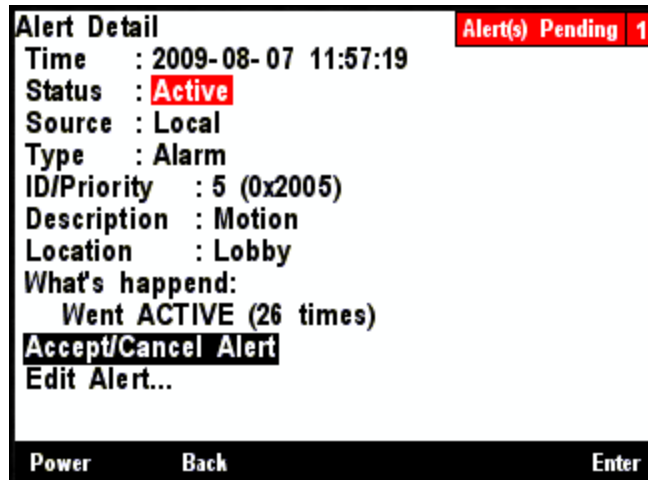 Alert Detail
Alert(s) Pending 1
Time : 2009-08-07 11:57:19
Status : Active
Source : Local
Type : Alarm
ID/Priority : 5 (0x2005)
Description : Motion
Location : Lobby
What's happend:
Went ACTIVE (26 times)
Accept/Cancel Alert
Edit Alert...
Power Back Enter